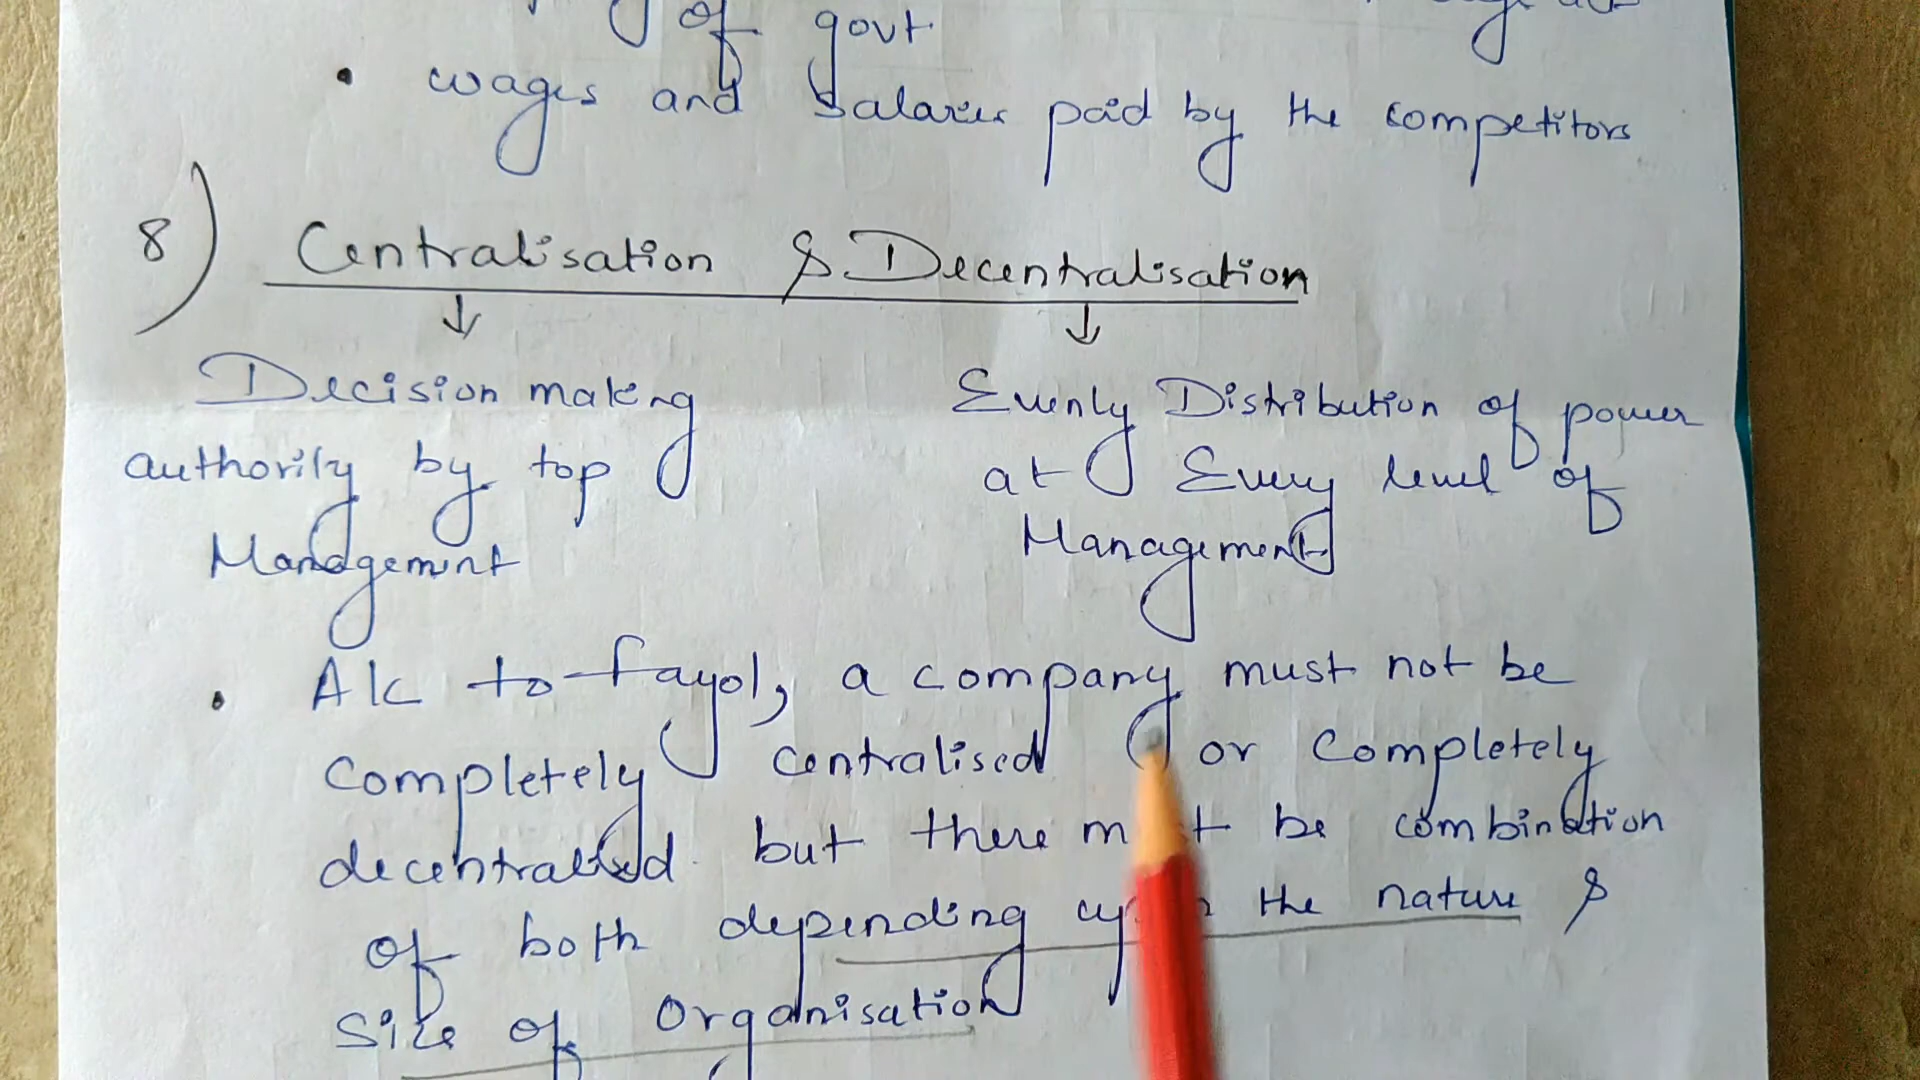 of govt
• wages and salaries paid by the competitors
8) Centralisation & Decentralisation
↓ ↓
Decision making
authority by top
Management
Evenly Distribution of power
at Every level of
Management
• A/c to fayol, a company must not be
completely centralised or completely
decentralised but there must be combination
of both depending upon the nature &
Size of Organisation